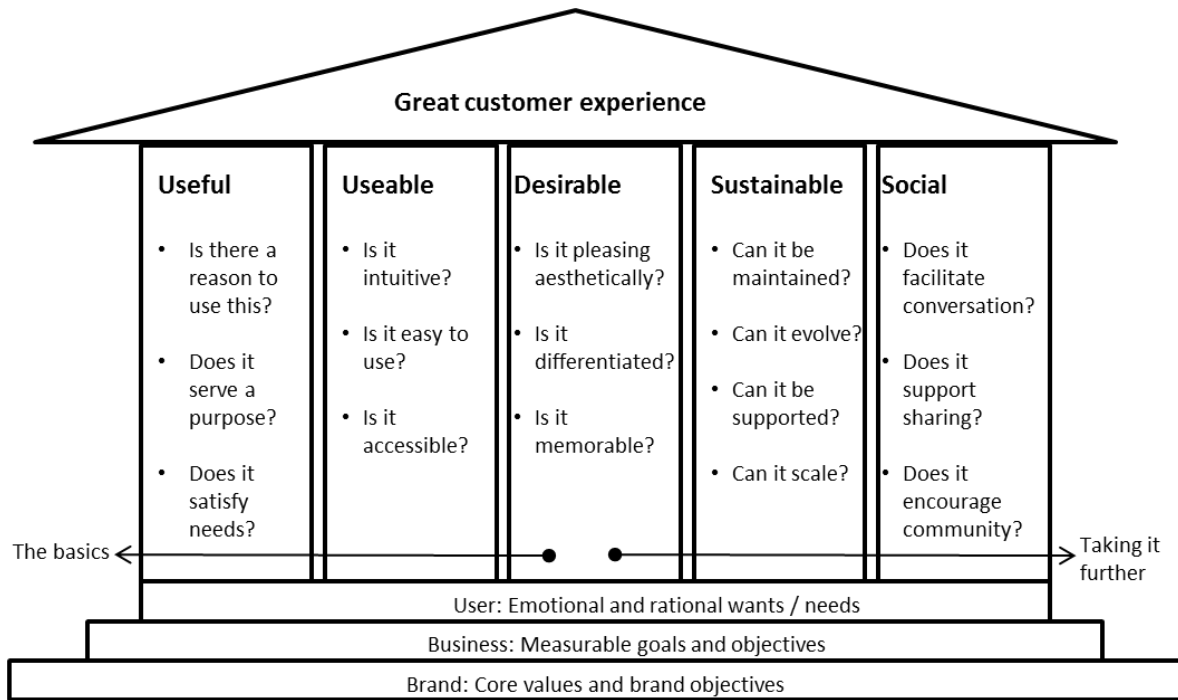 Great customer experience
Useful
• Is there a
reason to
use this?
• Does it
serve a
purpose?
• Does it
satisfy
needs?
Useable
• Is it
intuitive?
• Is it easy to
use?
• Is it
accessible?
Desirable
• Is it pleasing
aesthetically?
• Is it
differentiated?
• Is it
memorable?
Sustainable
• Can it be
maintained?
• Can it evolve?
• Can it be
supported?
• Can it scale?
Social
• Does it
facilitate
conversation?
• Does it
support
sharing?
• Does it
encourage
community?
The basics
Taking it
further
User: Emotional and rational wants / needs
Business: Measurable goals and objectives
Brand: Core values and brand objectives